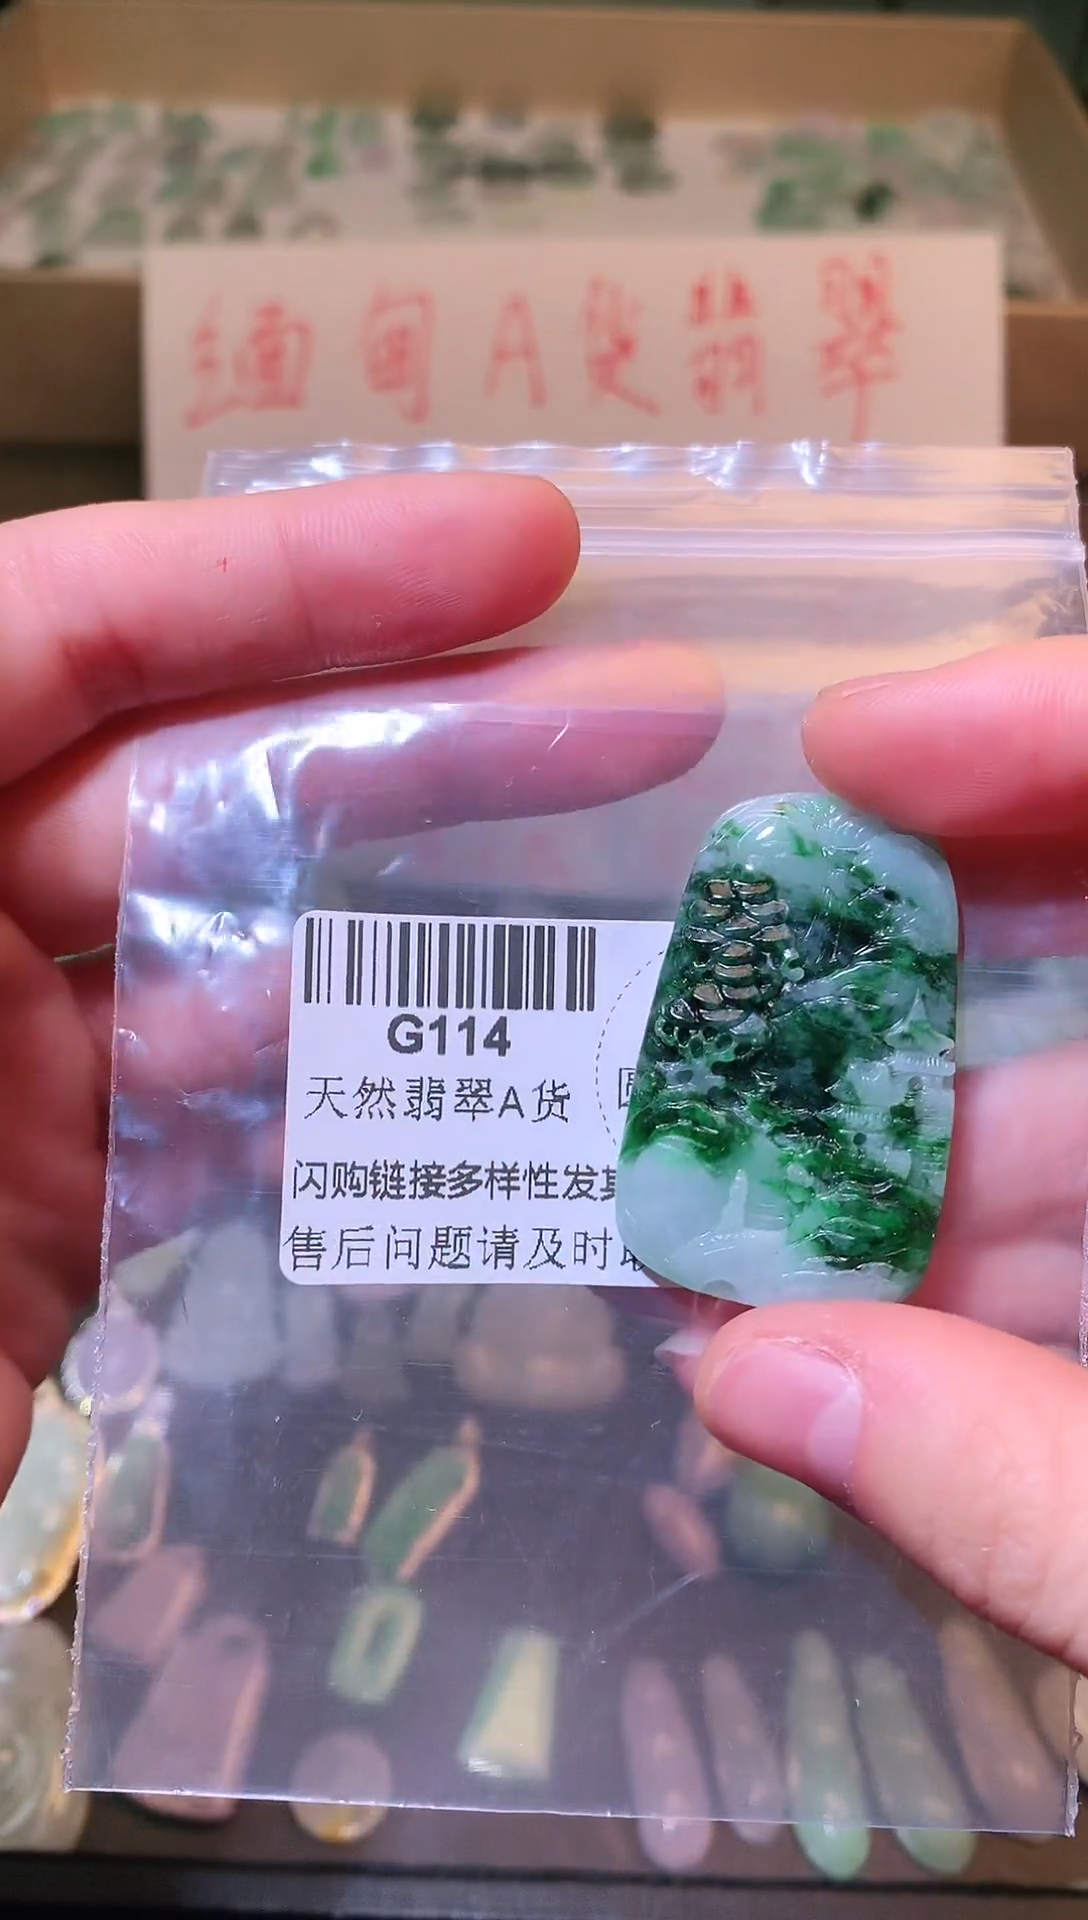 缅甸A货翡翠
G114
天然翡翠A货
闪购链接多样性发
售后问题请及时